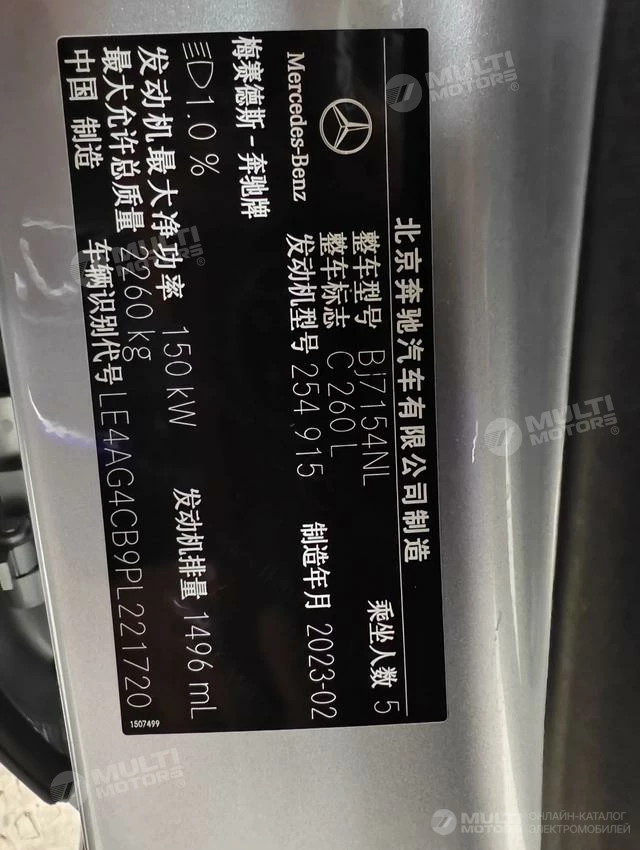 北京奔驰汽车有限公司制造
Mercedes-Benz
梅赛德斯-奔驰牌
整车型号 BJ7154NL 乘坐人数 5
整车标志 C 260 L
发动机型号 254 915 制造年月 2023-02
1.0 %
发动机最大净功率 150 kW 发动机排量 1496 mL
最大允许总质量 2260 kg
中国 制造 车辆识别代号 LE4AG4CB9PL221720
1507499
MULTI MOTORS®
MULTI MOTORS®
MULTI MOTORS
MULTI MOTORS
MULTI MOTORS
ОНЛАЙН-КАТАЛОГ
ЭЛЕКТРОМОБИЛЕЙ